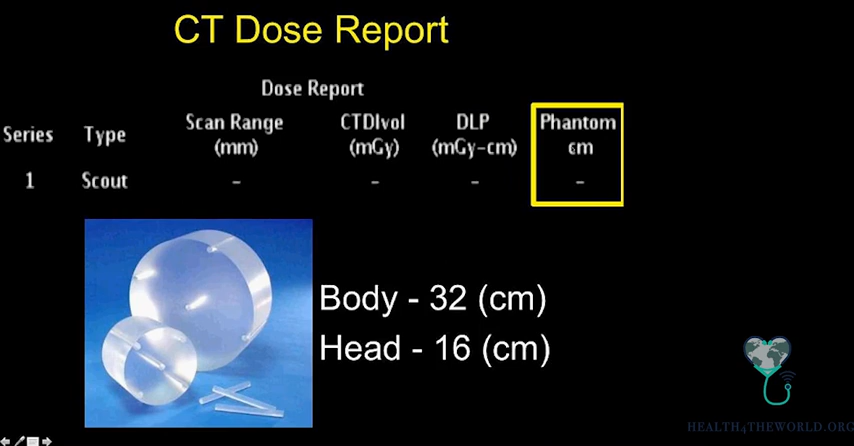 CT Dose Report
Dose Report
Series Type Scan Range (mm) CTDIvol (mGy) DLP (mGy-cm) Phantom cm
1 Scout - - - -
Body - 32 (cm)
Head - 16 (cm)
HEALTH4THEWORLD.ORG